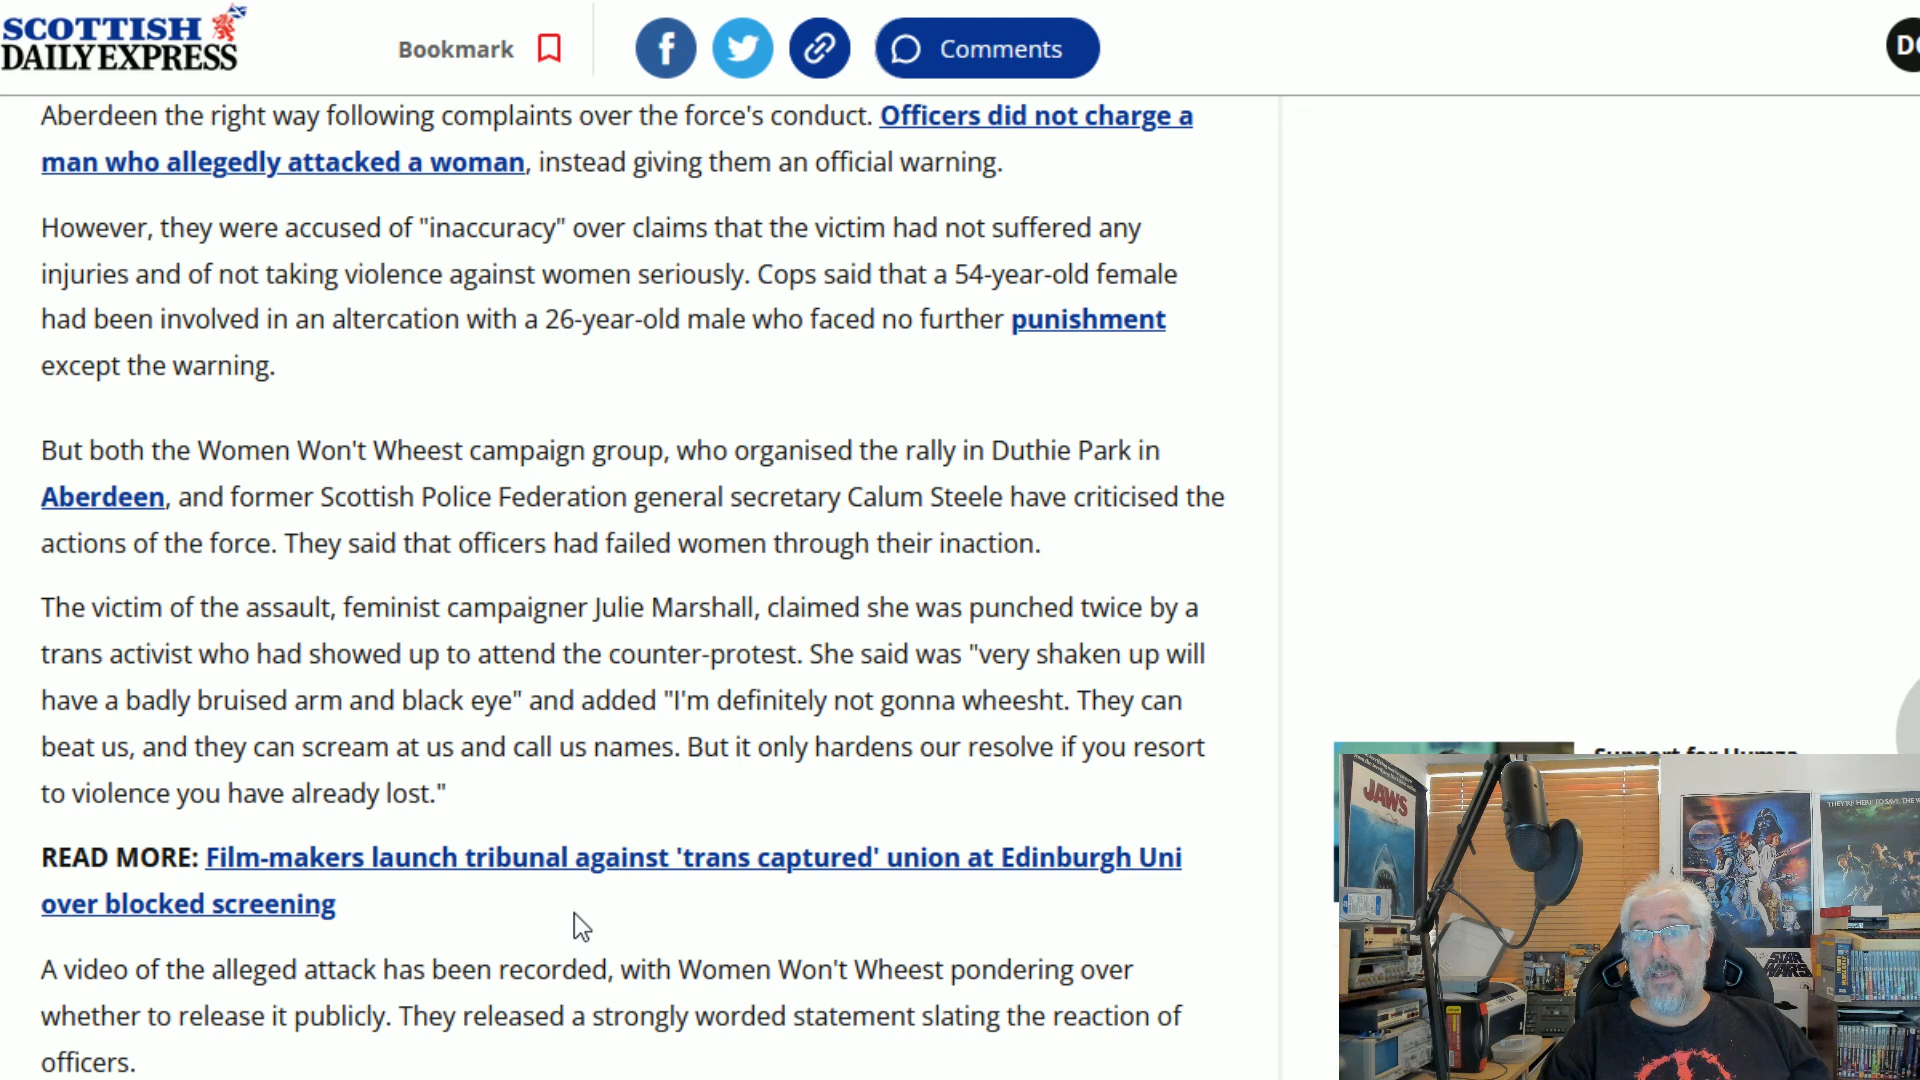 SCOTTISH
DAILY EXPRESS
Bookmark
Comments
Aberdeen the right way following complaints over the force's conduct. Officers did not charge a
man who allegedly attacked a woman, instead giving them an official warning.
However, they were accused of "inaccuracy" over claims that the victim had not suffered any
injuries and of not taking violence against women seriously. Cops said that a 54-year-old female
had been involved in an altercation with a 26-year-old male who faced no further punishment
except the warning.
But both the Women Won't Wheest campaign group, who organised the rally in Duthie Park in
Aberdeen, and former Scottish Police Federation general secretary Calum Steele have criticised the
actions of the force. They said that officers had failed women through their inaction.
The victim of the assault, feminist campaigner Julie Marshall, claimed she was punched twice by a
trans activist who had showed up to attend the counter-protest. She said was "very shaken up will
have a badly bruised arm and black eye" and added "I'm definitely not gonna wheesht. They can
beat us, and they can scream at us and call us names. But it only hardens our resolve if you resort
to violence you have already lost."
READ MORE: Film-makers launch tribunal against 'trans captured' union at Edinburgh Uni
over blocked screening
A video of the alleged attack has been recorded, with Women Won't Wheest pondering over
whether to release it publicly. They released a strongly worded statement slating the reaction of
officers.
Support for Humza
JAWS
THEY'RE HERE TO SAVE THE
STAR
WARS